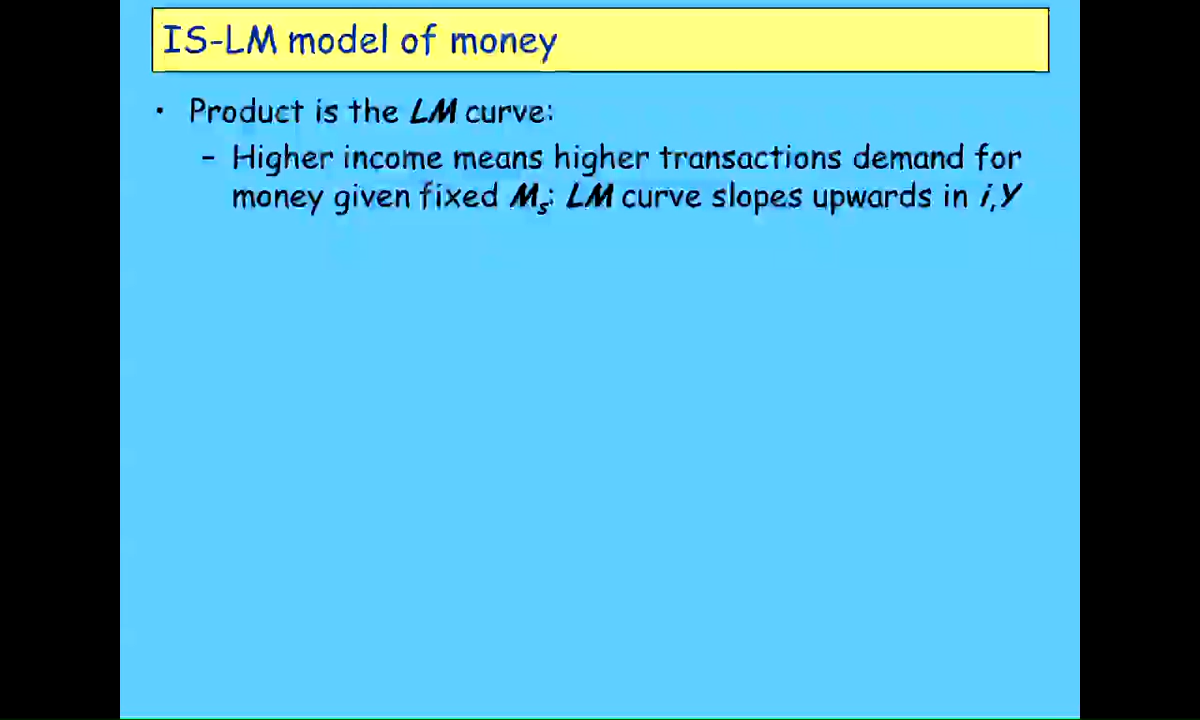 IS-LM model of money
• Product is the LM curve:
– Higher income means higher transactions demand for
money given fixed Ms: LM curve slopes upwards in i,Y